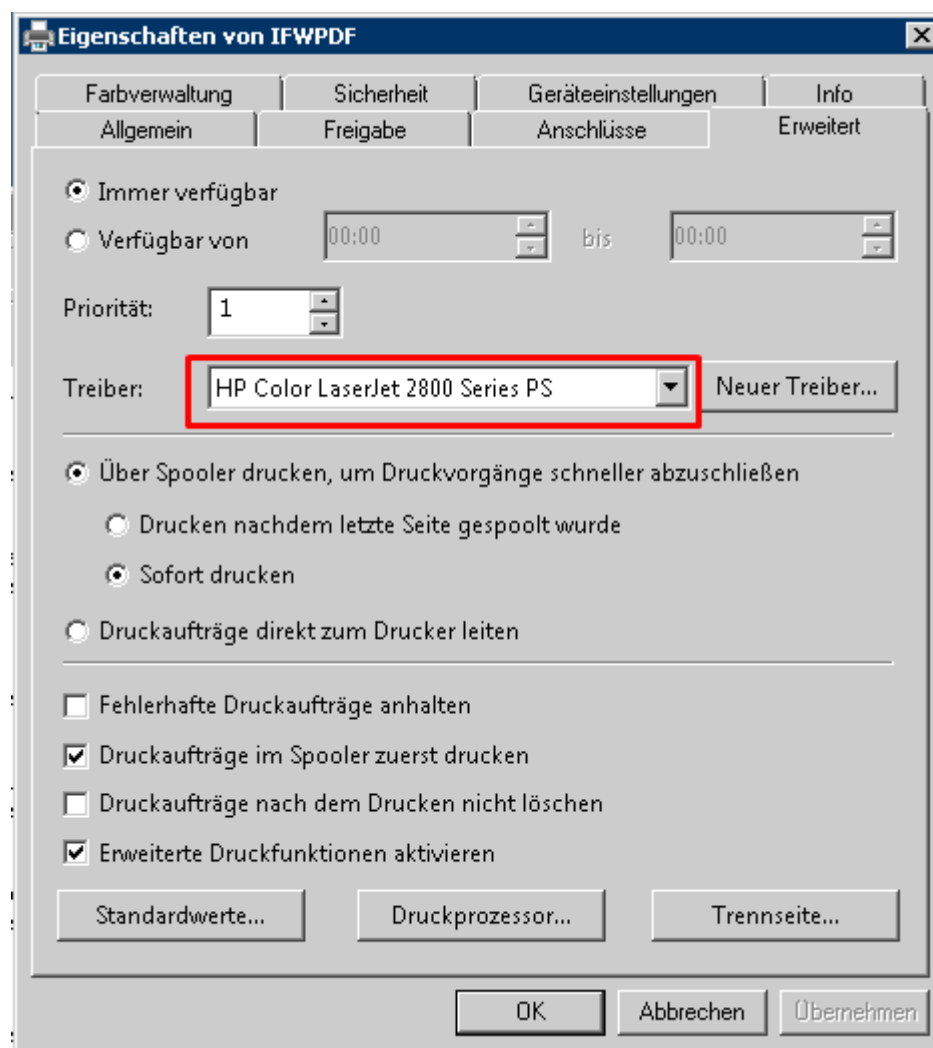 Eigenschaften von IFWPDF
Farbverwaltung Sicherheit Geräteeinstellungen Info
Allgemein Freigabe Anschlüsse Erweitert
Immer verfügbar
Verfügbar von 00:00 bis 00:00
Priorität: 1
Treiber: HP Color LaserJet 2800 Series PS Neuer Treiber...
Über Spooler drucken, um Druckvorgänge schneller abzuschließen
Drucken nachdem letzte Seite gespoolt wurde
Sofort drucken
Druckaufträge direkt zum Drucker leiten
Fehlerhafte Druckaufträge anhalten
Druckaufträge im Spooler zuerst drucken
Druckaufträge nach dem Drucken nicht löschen
Erweiterte Druckfunktionen aktivieren
Standardwerte... Druckprozessor... Trennseite...
OK Abbrechen Übernehmen